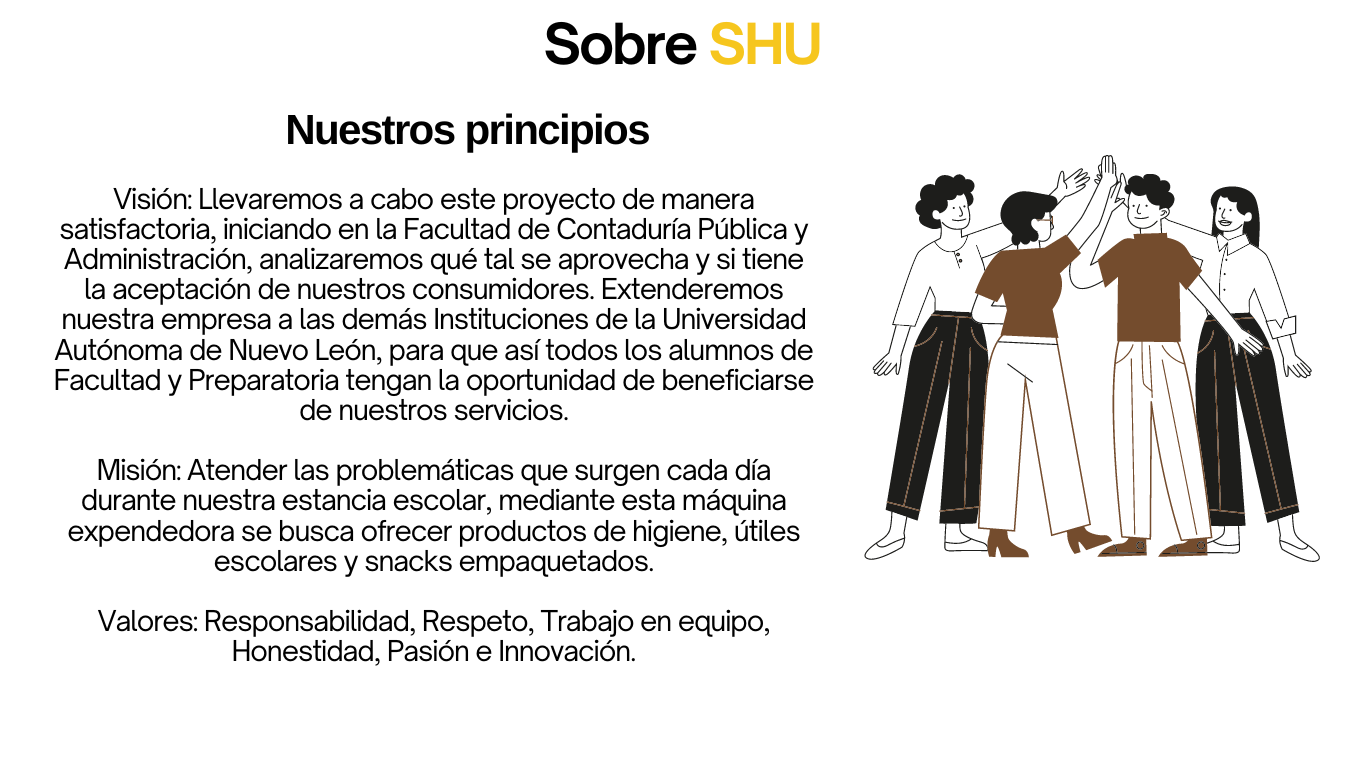 Sobre SHU
Nuestros principios
Visión: Llevaremos a cabo este proyecto de manera
satisfactoria, iniciando en la Facultad de Contaduría Pública y
Administración, analizaremos qué tal se aprovecha y si tiene
la aceptación de nuestros consumidores. Extenderemos
nuestra empresa a las demás Instituciones de la Universidad
Autónoma de Nuevo León, para que así todos los alumnos de
Facultad y Preparatoria tengan la oportunidad de beneficiarse
de nuestros servicios.
Misión: Atender las problemáticas que surgen cada día
durante nuestra estancia escolar, mediante esta máquina
expendedora se busca ofrecer productos de higiene, útiles
escolares y snacks empaquetados.
Valores: Responsabilidad, Respeto, Trabajo en equipo,
Honestidad, Pasión e Innovación.